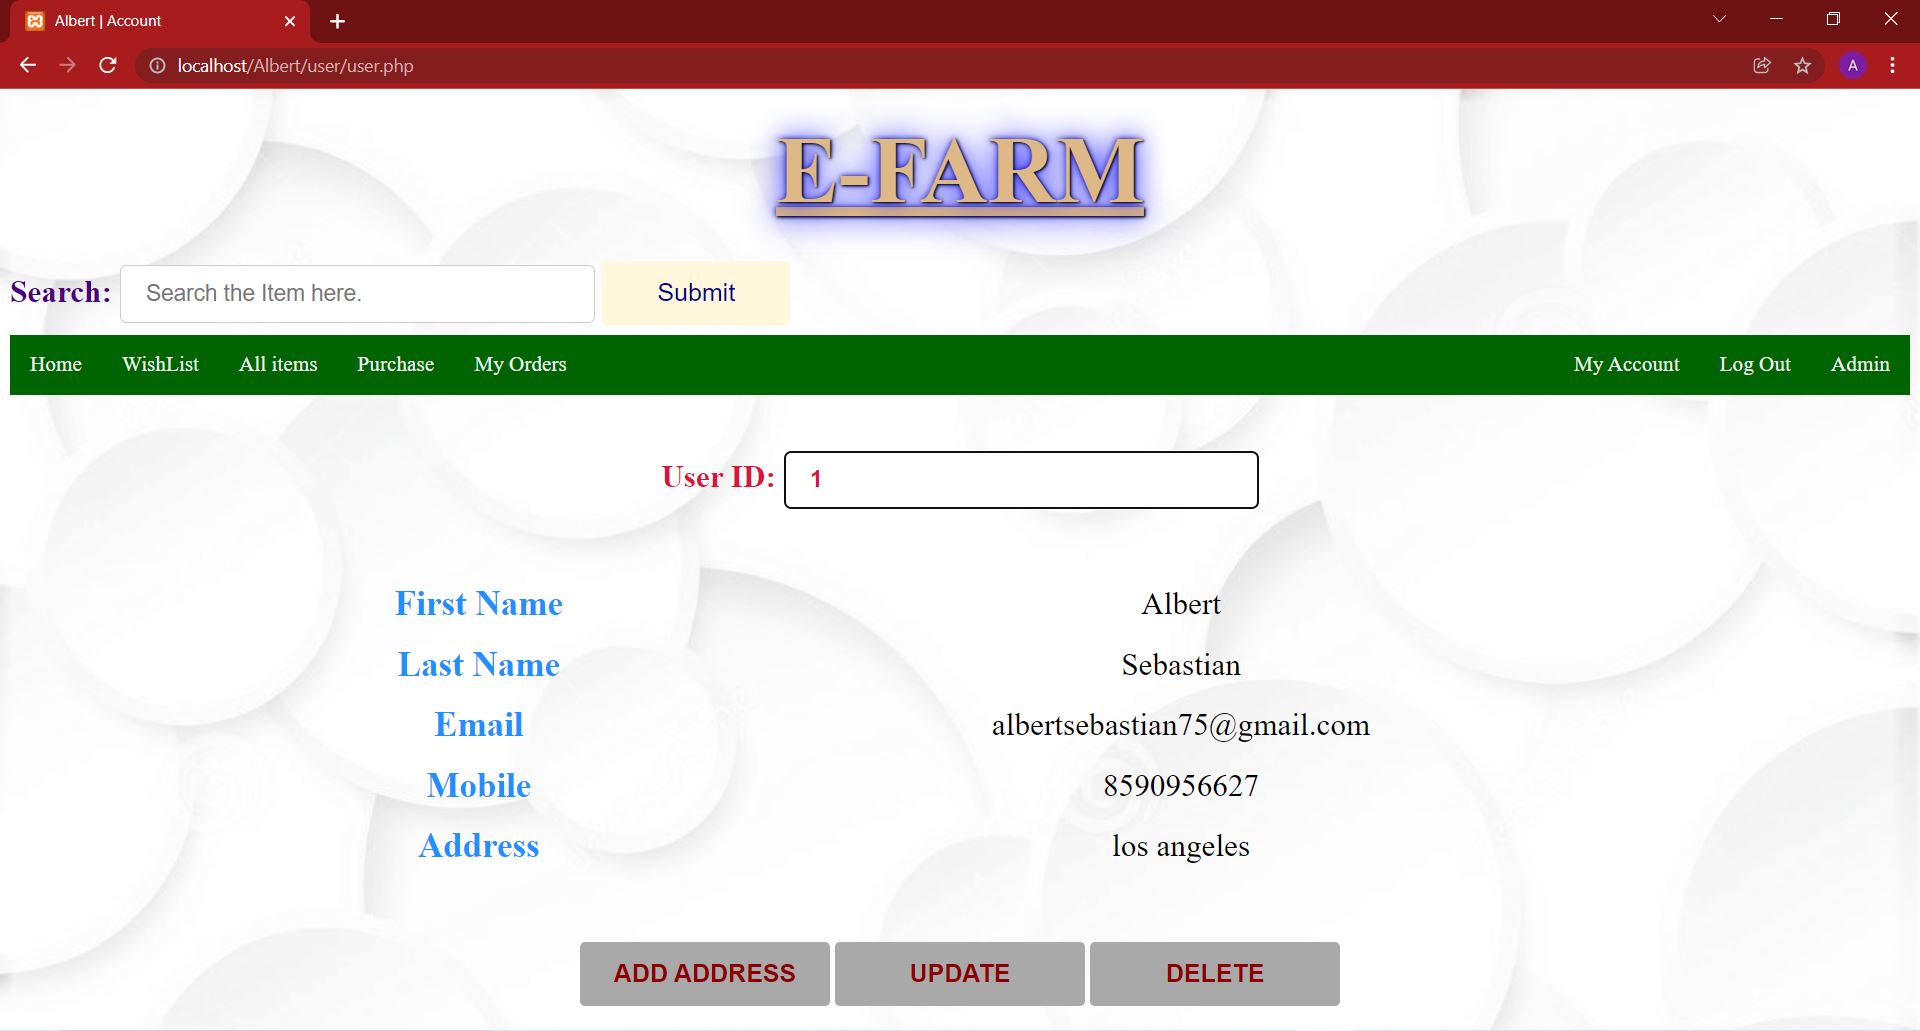 Albert | Account
localhost/Albert/user/user.php
A
E-FARM
Search: Search the Item here. Submit
Home WishList All items Purchase My Orders My Account Log Out Admin
User ID: 1
First Name Albert
Last Name Sebastian
Email albertsebastian75@gmail.com
Mobile 8590956627
Address los angeles
ADD ADDRESS UPDATE DELETE